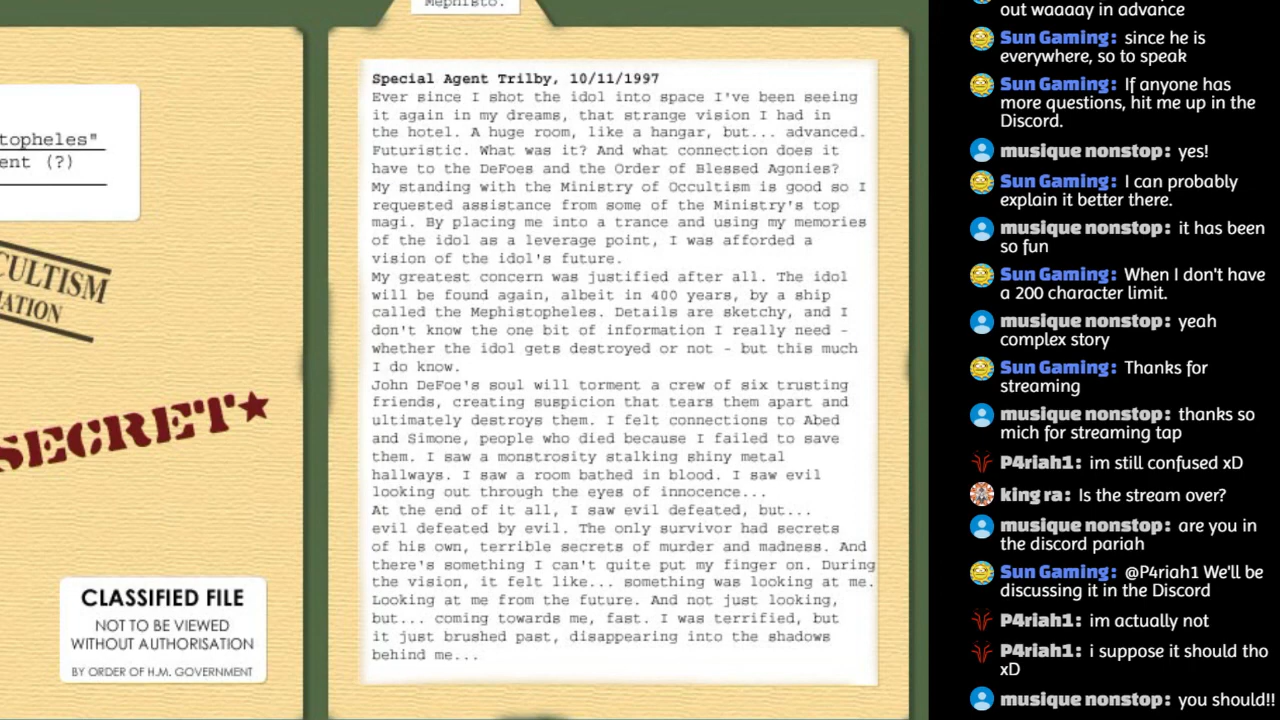 Mephisto.
topheles"
ent (?)
CULTISM
ATION
SECRET
CLASSIFIED FILE
NOT TO BE VIEWED
WITHOUT AUTHORISATION
BY ORDER OF H.M. GOVERNMENT
Special Agent Trilby, 10/11/1997
Ever since I shot the idol into space I've been seeing
it again in my dreams, that strange vision I had in
the hotel. A huge room, like a hangar, but... advanced.
Futuristic. What was it? And what connection does it
have to the DeFoes and the Order of Blessed Agonies?
My standing with the Ministry of Occultism is good so I
requested assistance from some of the Ministry's top
magi. By placing me into a trance and using my memories
of the idol as a leverage point, I was afforded a
vision of the idol's future.
My greatest concern was justified after all. The idol
will be found again, albeit in 400 years, by a ship
called the Mephistopheles. Details are sketchy, and I
don't know the one bit of information I really need -
whether the idol gets destroyed or not - but this much
I do know.
John DeFoe's soul will torment a crew of six trusting
friends, creating suspicion that tears them apart and
ultimately destroys them. I felt connections to Abed
and Simone, people who died because I failed to save
them. I saw a monstrosity stalking shiny metal
hallways. I saw a room bathed in blood. I saw evil
looking out through the eyes of innocence...
At the end of it all, I saw evil defeated, but...
evil defeated by evil. The only survivor had secrets
of his own, terrible secrets of murder and madness. And
there's something I can't quite put my finger on. During
the vision, it felt like... something was looking at me.
Looking at me from the future. And not just looking,
but... coming towards me, fast. I was terrified, but
it just brushed past, disappearing into the shadows
behind me...
out waaaay in advance
Sun Gaming: since he is
everywhere, so to speak
Sun Gaming: If anyone has
more questions, hit me up in the
Discord.
musique nonstop: yes!
Sun Gaming: I can probably
explain it better there.
musique nonstop: it has been
so fun
Sun Gaming: When I don't have
a 200 character limit.
musique nonstop: yeah
complex story
Sun Gaming: Thanks for
streaming
musique nonstop: thanks so
mich for streaming tap
P4riah1: im still confused xD
king ra: Is the stream over?
musique nonstop: are you in
the discord pariah
Sun Gaming: @P4riah1 We'll be
discussing it in the Discord
P4riah1: im actually not
P4riah1: i suppose it should tho
xD
musique nonstop: you should!!